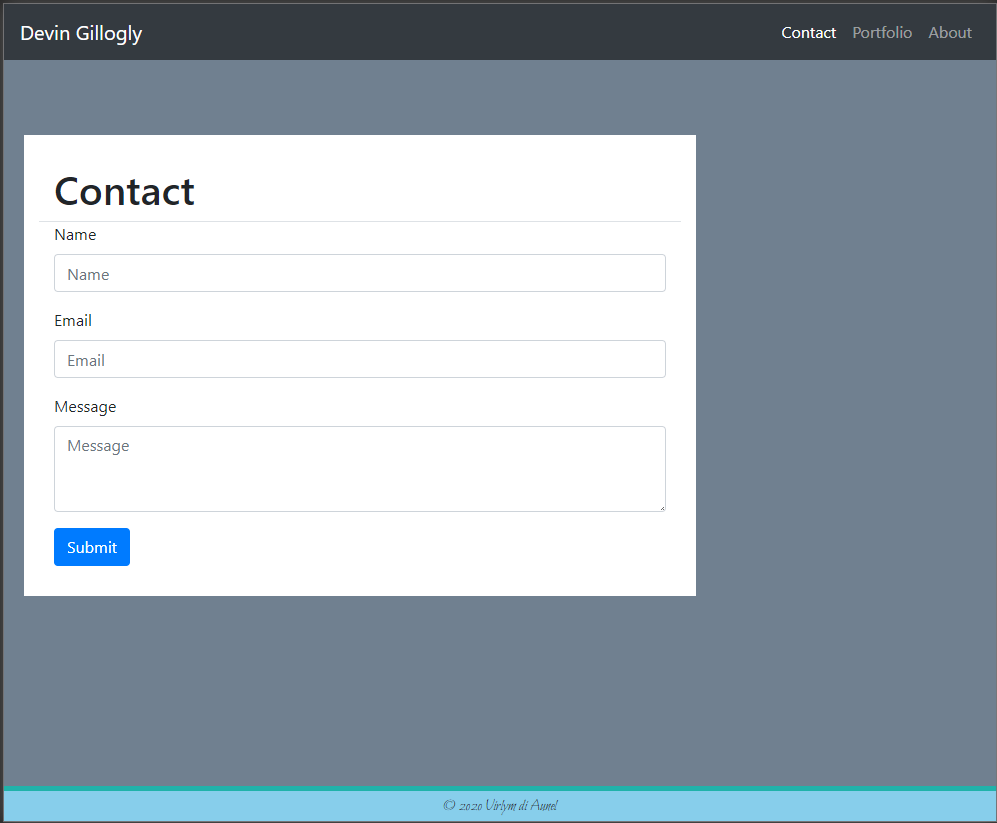 Devin Gillogly
Contact Portfolio About
Contact
Name
Name
Email
Email
Message
Message
Submit
© 2020 Virlym di Aunel